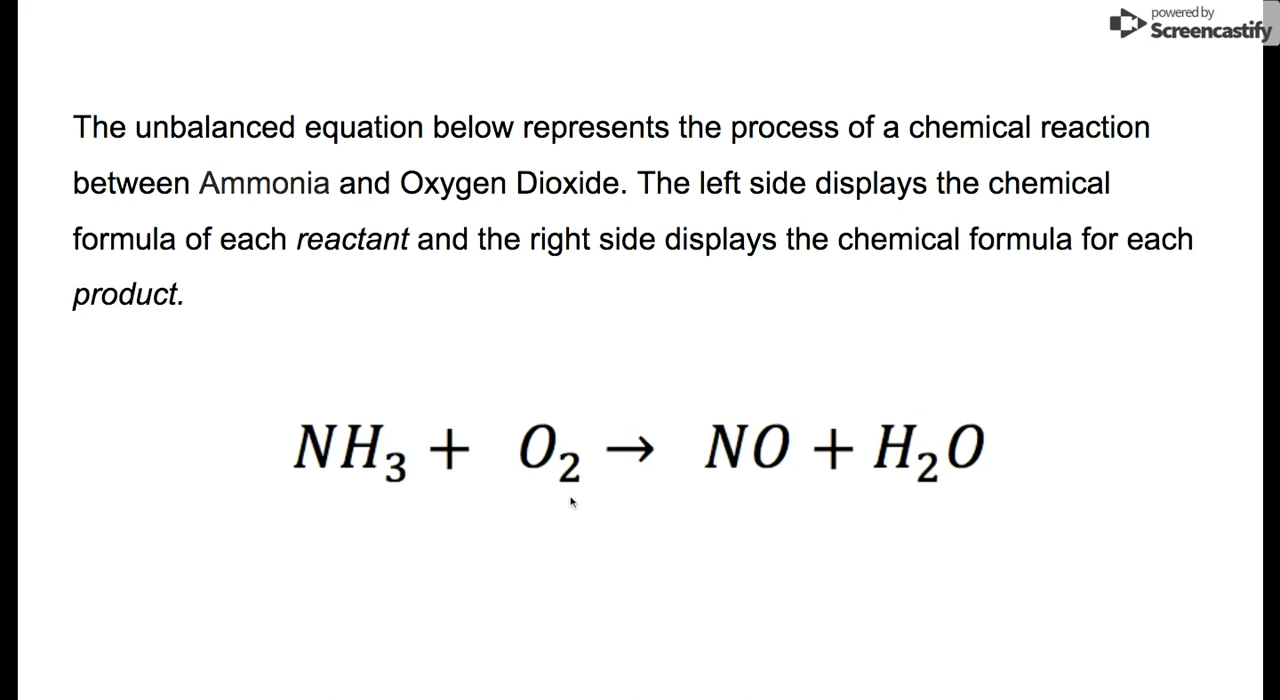 powered by
Screencastify
The unbalanced equation below represents the process of a chemical reaction
between Ammonia and Oxygen Dioxide. The left side displays the chemical
formula of each reactant and the right side displays the chemical formula for each
product.
NH₃ + O₂ → NO + H₂O